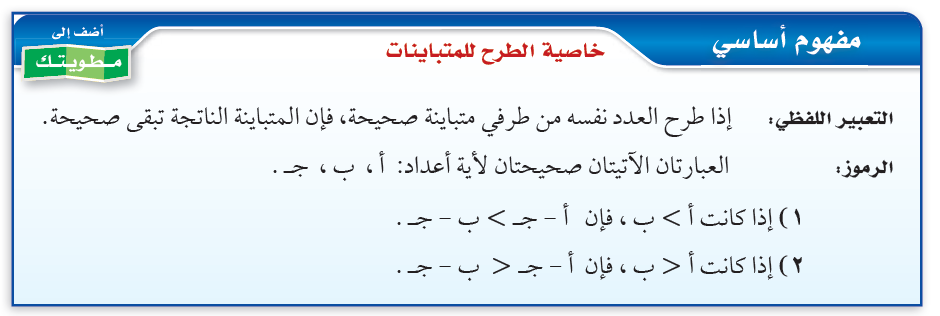 أضف إلى
مطويتك
مفهوم أساسي
خاصية الطرح للمتباينات
التعبير اللفظي: إذا طرح العدد نفسه من طرفي متباينة صحيحة، فإن المتباينة الناتجة تبقى صحيحة.
الرموز: العبارتان الآتيتان صحيحتان لأية أعداد: أ ، ب ، جـ .
١) إذا كانت أ > ب ، فإن أ – جـ > ب – جـ .
٢) إذا كانت أ < ب ، فإن أ – جـ < ب – جـ .